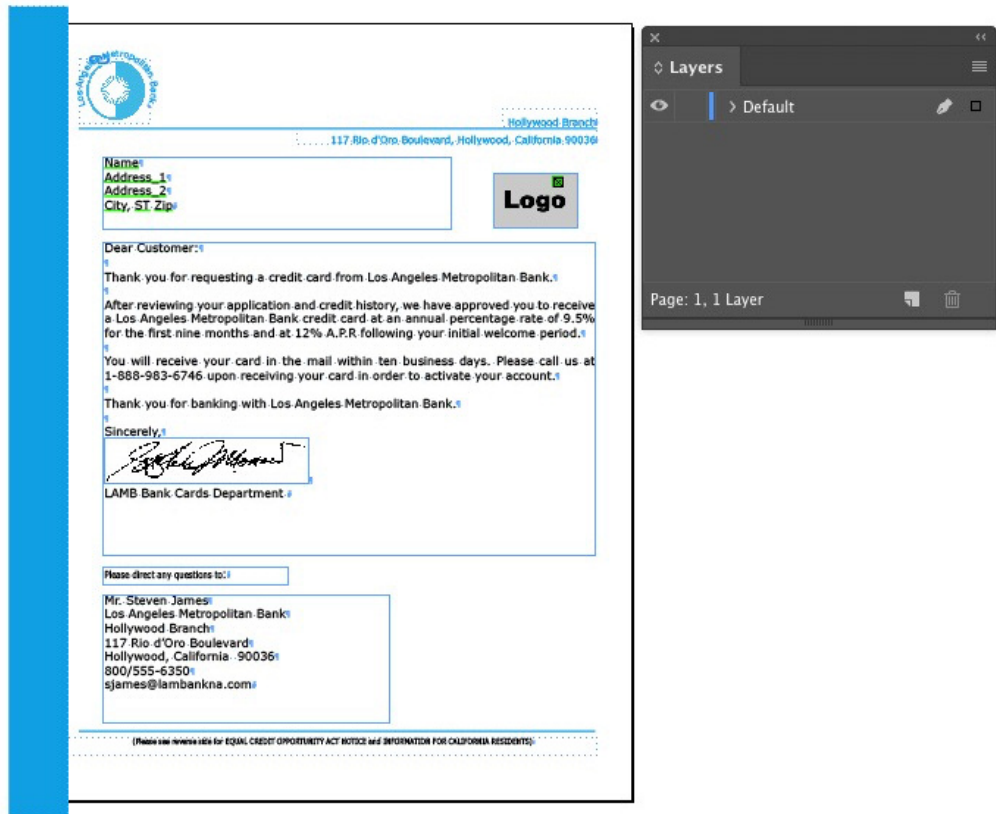 Los Angeles Metropolitan Bank
Hollywood Branch
117 Rio d'Oro Boulevard, Hollywood, California 90036
Name
Address_1
Address_2
City, ST Zip
Logo
Dear Customer:
Thank you for requesting a credit card from Los Angeles Metropolitan Bank.
After reviewing your application and credit history, we have approved you to receive
a Los Angeles Metropolitan Bank credit card at an annual percentage rate of 9.5%
for the first nine months and at 12% A.P.R following your initial welcome period.
You will receive your card in the mail within ten business days. Please call us at
1-888-983-6746 upon receiving your card in order to activate your account.
Thank you for banking with Los Angeles Metropolitan Bank.
Sincerely,
LAMB Bank Cards Department
Please direct any questions to:
Mr. Steven James
Los Angeles Metropolitan Bank
Hollywood Branch
117 Rio d'Oro Boulevard
Hollywood, California  90036
800/555-6350
sjames@lambankna.com
(Please see reverse side for EQUAL CREDIT OPPORTUNITY ACT NOTICE and INFORMATION FOR CALIFORNIA RESIDENTS)
Layers
Default
Page: 1, 1 Layer